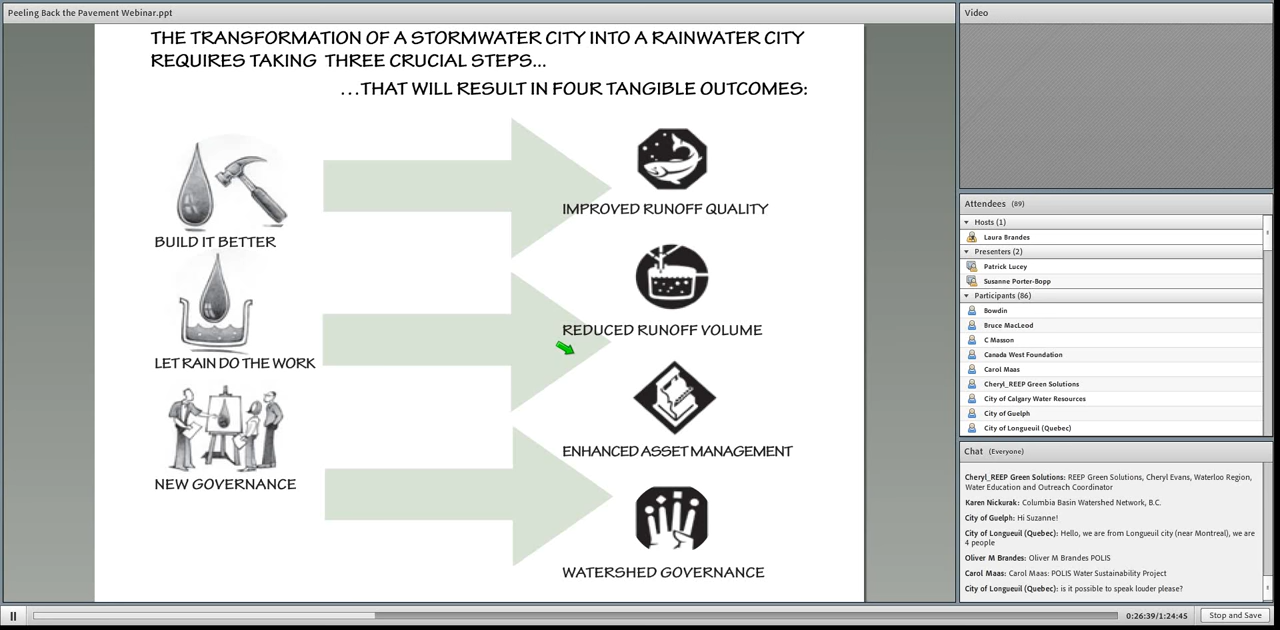 Peeling Back the Pavement Webinar.ppt
THE TRANSFORMATION OF A STORMWATER CITY INTO A RAINWATER CITY
REQUIRES TAKING THREE CRUCIAL STEPS...
...THAT WILL RESULT IN FOUR TANGIBLE OUTCOMES:
BUILD IT BETTER
LET RAIN DO THE WORK
NEW GOVERNANCE
IMPROVED RUNOFF QUALITY
REDUCED RUNOFF VOLUME
ENHANCED ASSET MANAGEMENT
WATERSHED GOVERNANCE
Video
Attendees (89)
Hosts (1)
Laura Brandes
Presenters (2)
Patrick Lucey
Susanne Porter-Bopp
Participants (86)
Bowdin
Bruce MacLeod
C Masson
Canada West Foundation
Carol Maas
Cheryl_REEP Green Solutions
City of Calgary Water Resources
City of Guelph
City of Longueuil (Quebec)
Chat (Everyone)
Cheryl_REEP Green Solutions: REEP Green Solutions, Cheryl Evans, Waterloo Region,
Water Education and Outreach Coordinator
Karen Nickurak: Columbia Basin Watershed Network, B.C.
City of Guelph: Hi Suzanne!
City of Longueuil (Quebec): Hello, we are from Longueuil city (near Montreal), we are
4 people
Oliver M Brandes: Oliver M Brandes POLIS
Carol Maas: Carol Maas: POLIS Water Sustainability Project
City of Longueuil (Quebec): is it possible to speak louder please?
0:26:39/1:24:45
Stop and Save